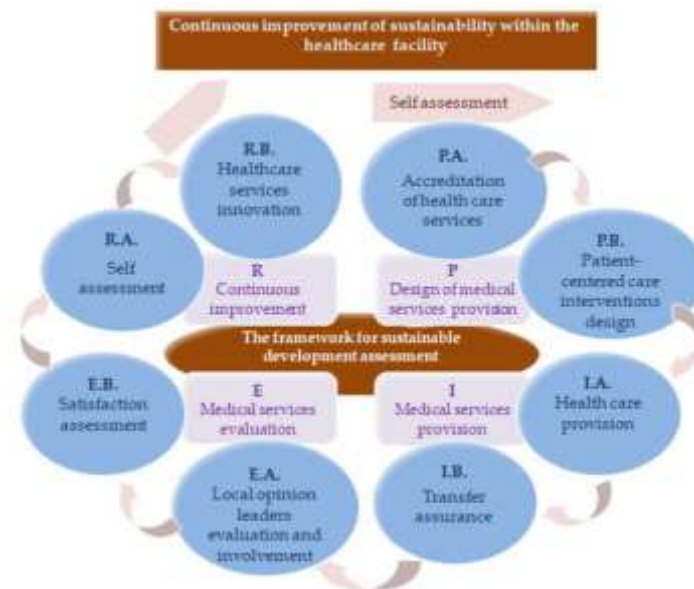 Continuous improvement of sustainability within the
healthcare facility
Self assessment
R.B.
Healthcare
services
innovation
P.A.
Accreditation
of health care
services
R.A.
Self
assessment
R
Continuous
improvement
P
Design of medical
services provision
P.B.
Patient-
centered care
interventions
design
The framework for sustainable
development assessment
E.B.
Satisfaction
assessment
E
Medical services
evaluation
I
Medical services
provision
I.A.
Health care
provision
E.A.
Local opinion
leaders
evaluation and
involvement
I.B.
Transfer
assurance